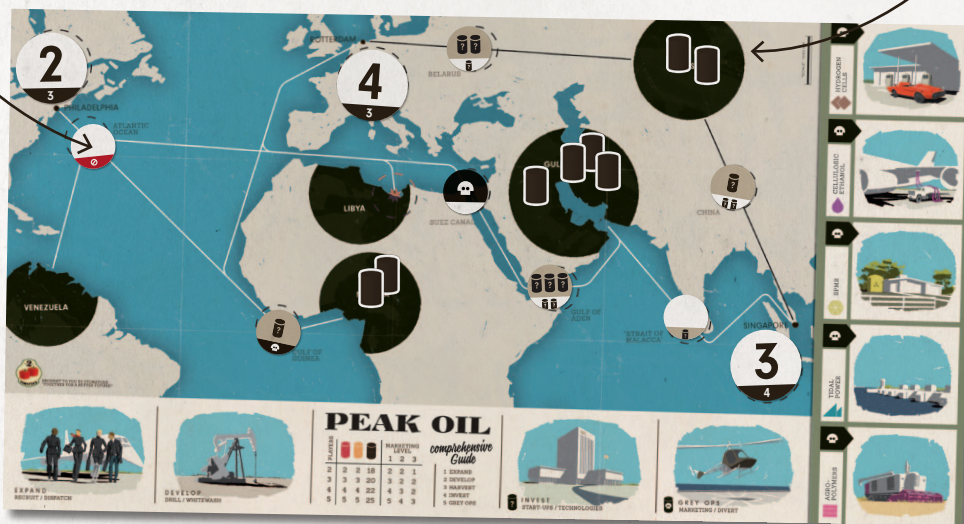 2
3
PHILADELPHIA
ATLANTIC
OCEAN
ROTTERDAM
4
3
? ?
BELARUS
LIBYA
SUEZ CANAL
?
CHINA
VENEZUELA
?
GULF OF
GUINEA
? ? ?
GULF OF
ADEN
STRAIT OF
MALACCA
SINGAPORE
3
4
HYDROGEN
CELLS
CELLULOSIC
ETHANOL
BPMR
TIDAL
POWER
AGRO-
POLYMERS
EXPAND
RECRUIT / DISPATCH
DEVELOP
DRILL / WHITEWASH
PEAK OIL
PLAYERS
MARKETING
LEVEL
1 2 3
2 2 2 18 2 2 1
3 3 3 20 3 2 2
4 4 4 22 4 3 2
5 5 5 25 5 4 3
comprehensive
Guide
1 EXPAND
2 DEVELOP
3 HARVEST
4 INVEST
5 GREY OPS
INVEST
START-UPS / TECHNOLOGIES
GREY OPS
MARKETING / DIVERT